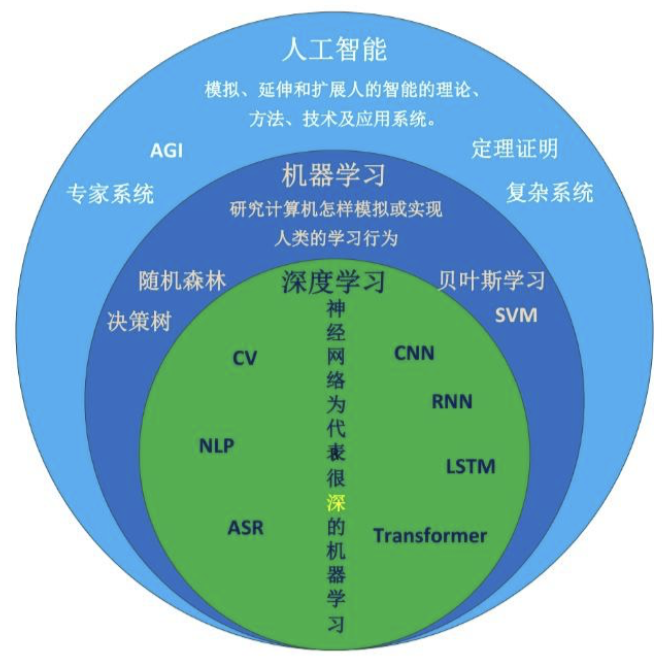 人工智能
模拟、延伸和扩展人的智能的理论、
方法、技术及应用系统。
AGI
定理证明
专家系统
复杂系统
机器学习
研究计算机怎样模拟或实现
人类的学习行为
随机森林
贝叶斯学习
决策树
SVM
深度学习
神经网络为代表很深的机器学习
CV
NLP
ASR
CNN
RNN
LSTM
Transformer